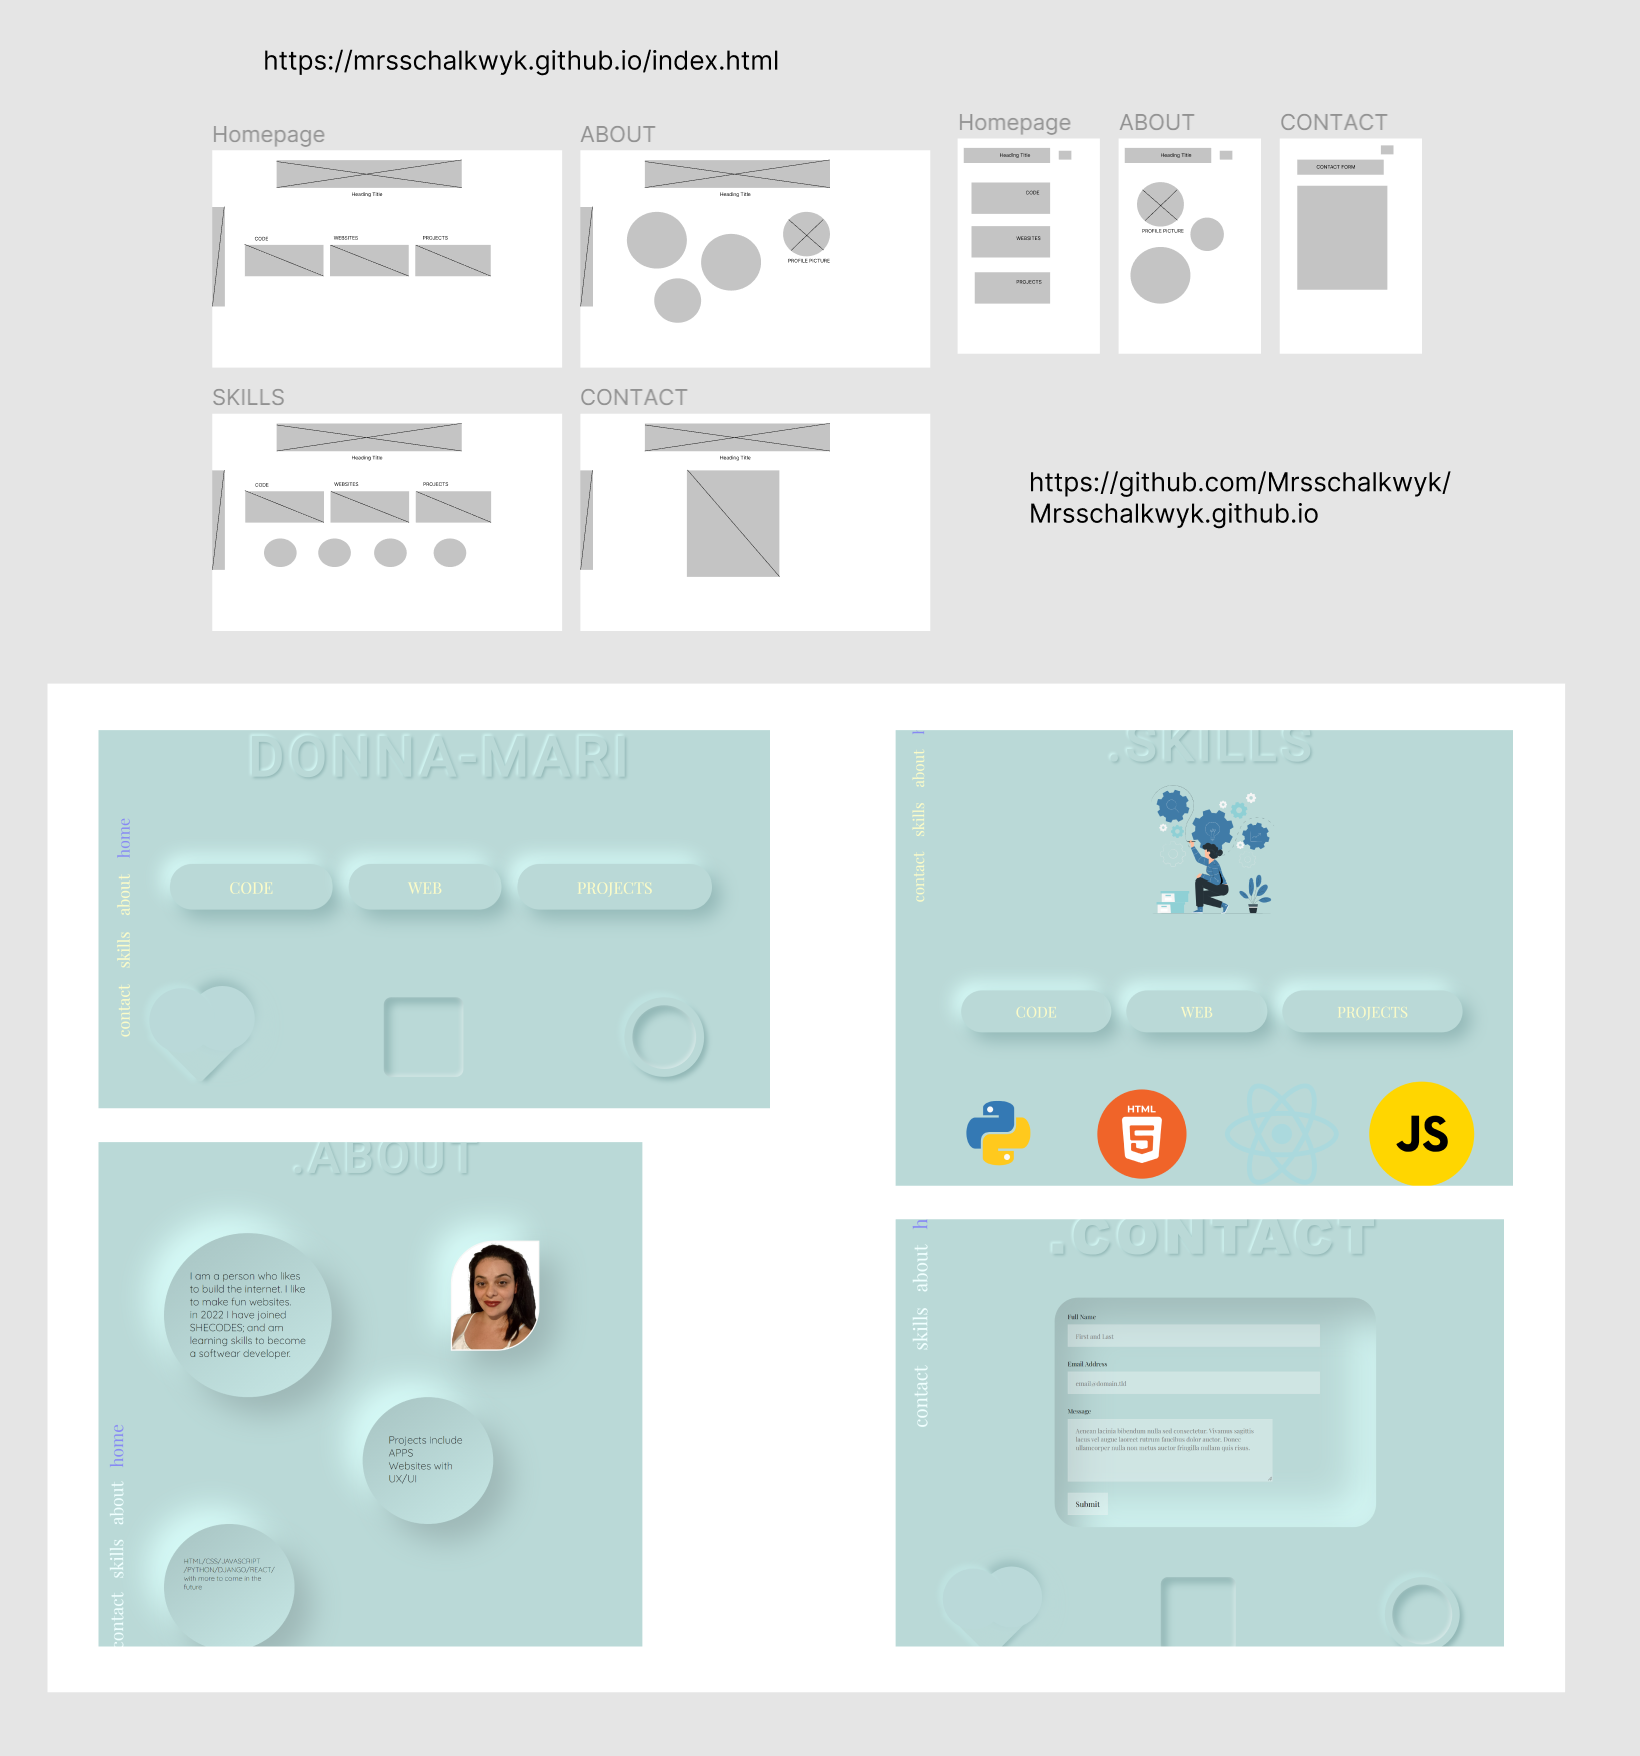 https://mrsschalkwyk.github.io/index.html
Homepage
ABOUT
Homepage
ABOUT
CONTACT
Heading Title
CODE
WEBSITES
PROJECTS
Heading Title
PROFILE PICTURE
Heading Title
CODE
WEBSITES
PROJECTS
Heading Title
PROFILE PICTURE
CONTACT FORM
SKILLS
CONTACT
Heading Title
CODE
WEBSITES
PROJECTS
Heading Title
https://github.com/Mrsschalkwyk/
Mrsschalkwyk.github.io
DONNA-MARI
contact skills about home
CODE
WEB
PROJECTS
.SKILLS
contact skills about h
CODE
WEB
PROJECTS
HTML
5
JS
.ABOUT
I am a person who likes
to build the internet. I like
to make fun websites.
in 2022 I have joined
SHECODES; and am
learning skills to become
a softwear developer.
Projects include
APPS
Websites with
UX/UI
HTML/CSS/JAVASCRIPT
/PYTHON/DJANGO/REACT/
with more to come in the
future
contact skills about home
.CONTACT
contact skills about h
Full Name
First and Last
Email Address
email@domain.tld
Message
Aenean lacinia bibendum nulla sed consectetur. Vivamus sagittis
lacus vel augue laoreet rutrum faucibus dolor auctor. Donec
ullamcorper nulla non metus auctor fringilla nullam quis risus.
Submit